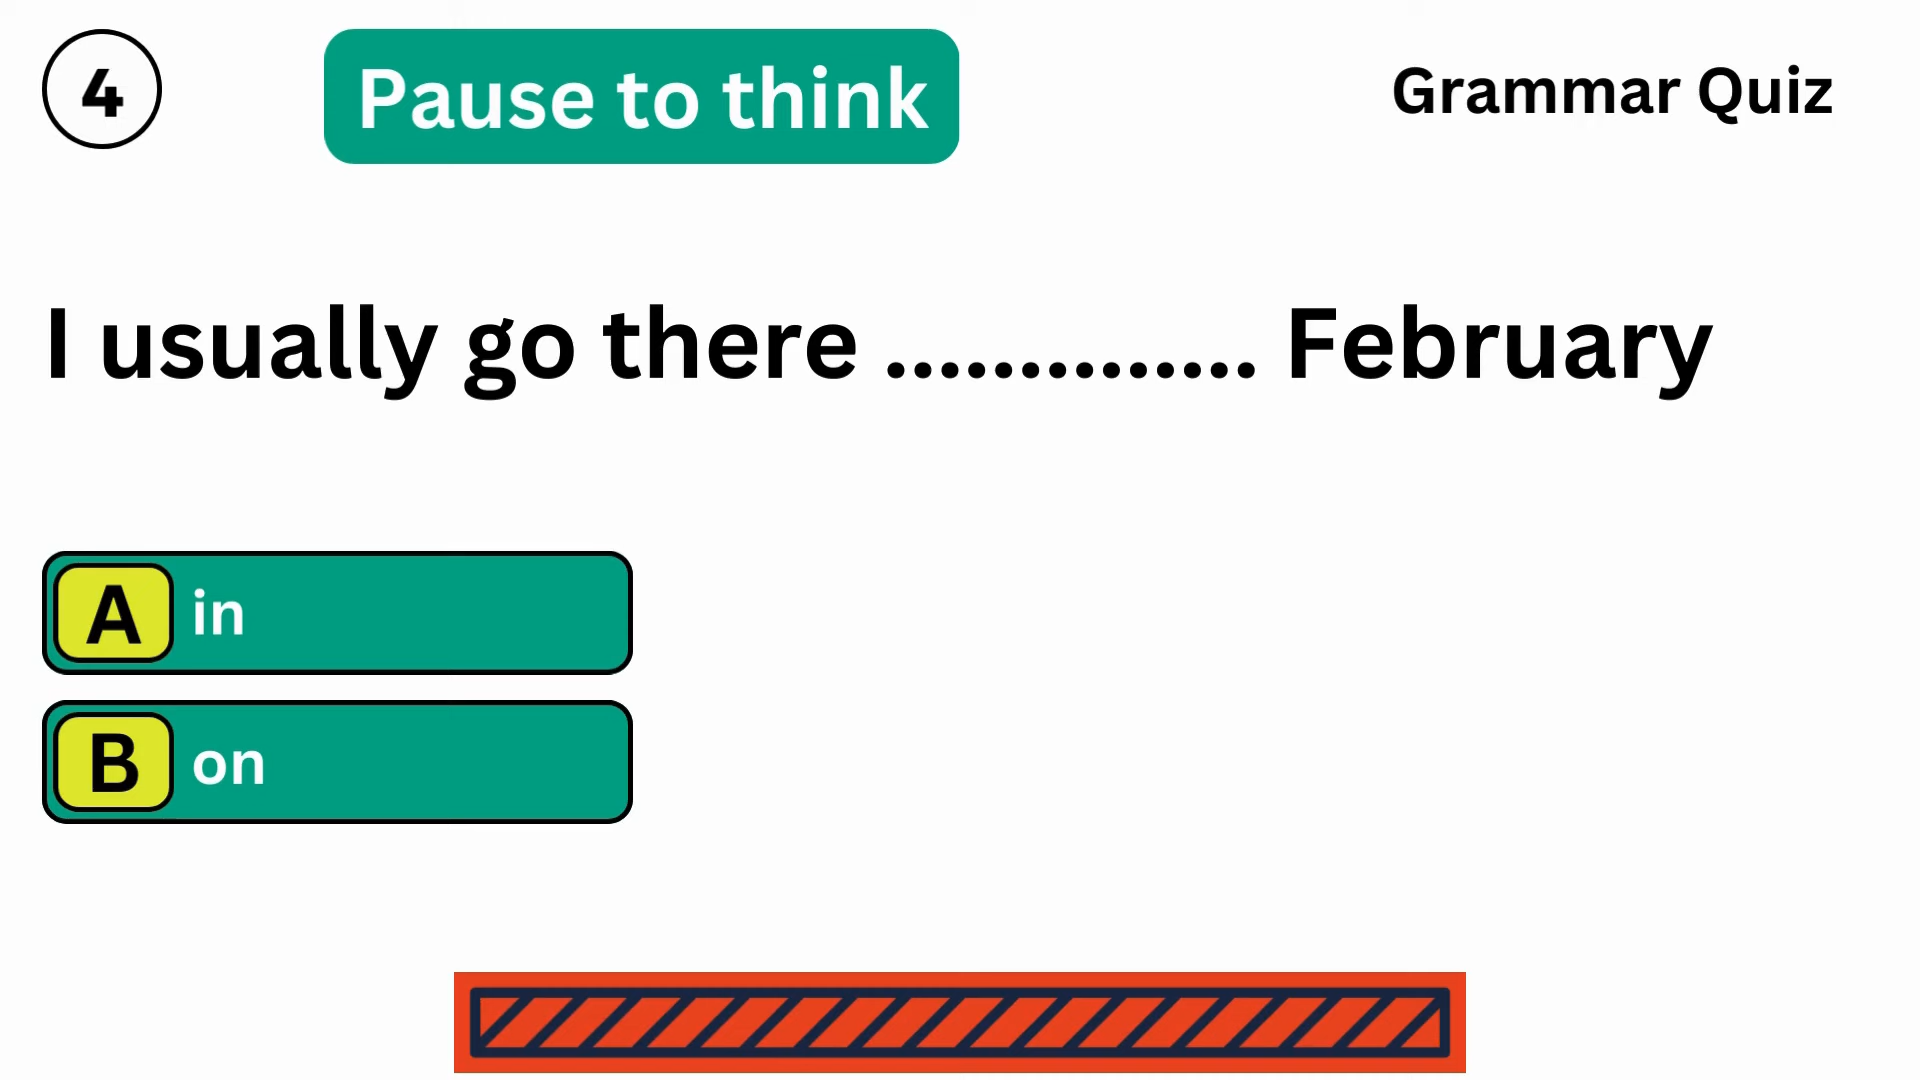 4
Pause to think
Grammar Quiz
I usually go there .............. February
A in
B on